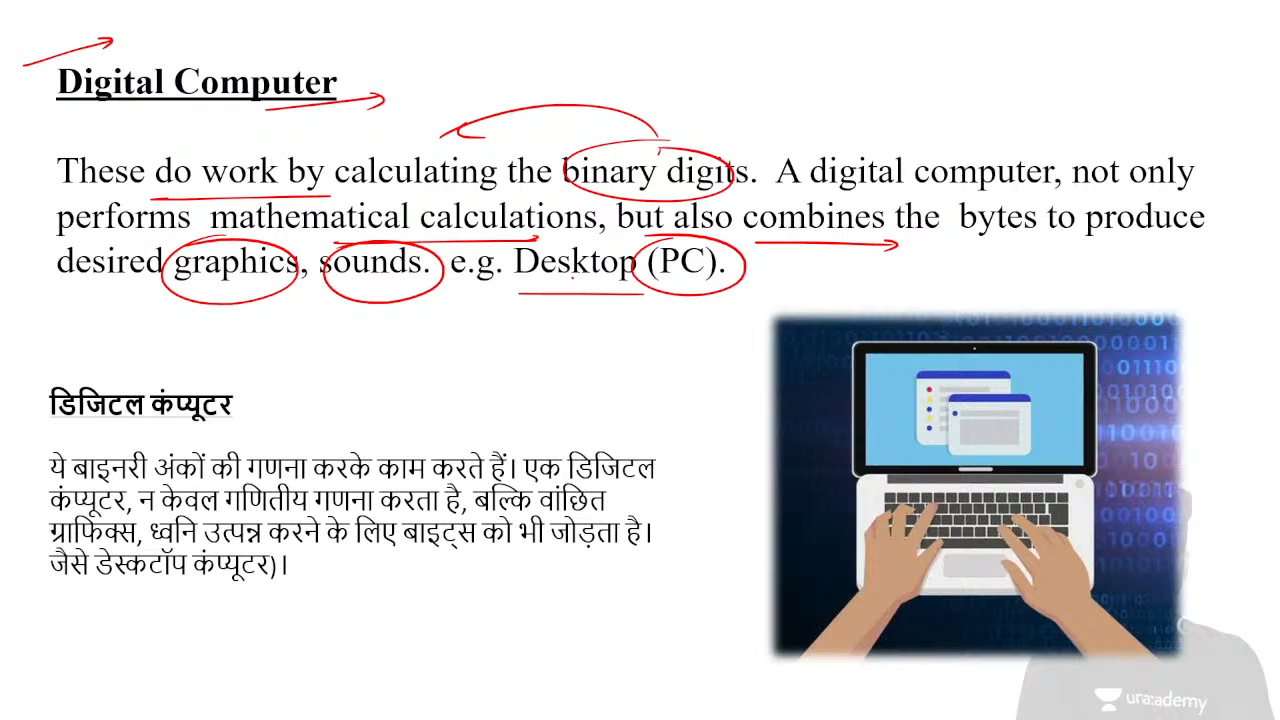 Digital Computer
These do work by calculating the binary digits. A digital computer, not only
performs mathematical calculations, but also combines the bytes to produce
desired graphics, sounds. e.g. Desktop (PC).
डिजिटल कंप्यूटर
ये बाइनरी अंकों की गणना करके काम करते हैं। एक डिजिटल
कंप्यूटर, न केवल गणितीय गणना करता है, बल्कि वांछित
ग्राफिक्स, ध्वनि उत्पन्न करने के लिए बाइट्स को भी जोड़ता है।
जैसे डेस्कटॉप कंप्यूटर)।
unacademy